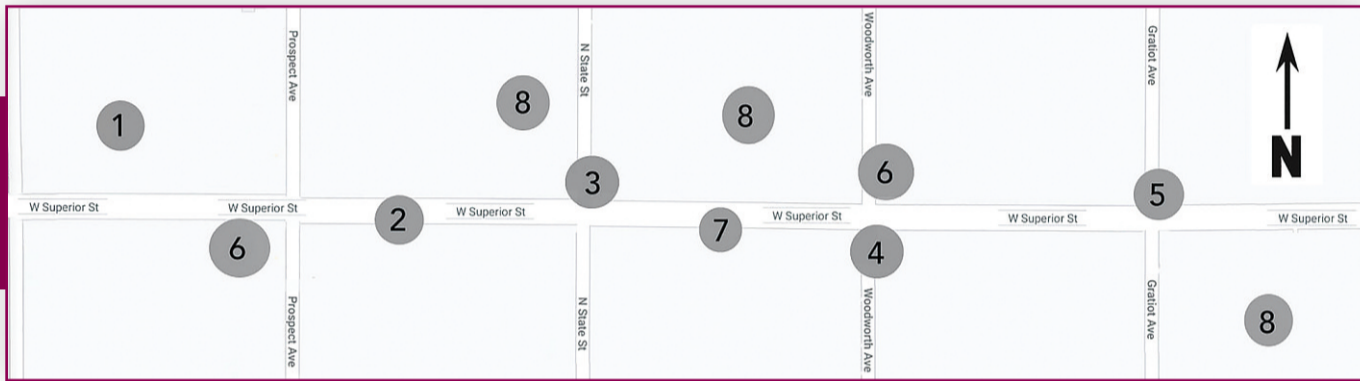 Prospect Ave
N State St
Woodworth Ave
Gratiot Ave
1
8
8
N
3
6
5
W Superior St
W Superior St
W Superior St
W Superior St
W Superior St
W Superior St
6
2
7
4
8
Prospect Ave
N State St
Woodworth Ave
Gratiot Ave